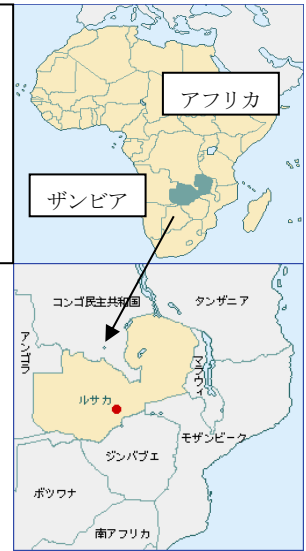 アフリカ
ザンビア
コンゴ民主共和国
タンザニア
アンゴラ
マラウィ
ルサカ
モザンビーク
ジンバブエ
ボツワナ
南アフリカ